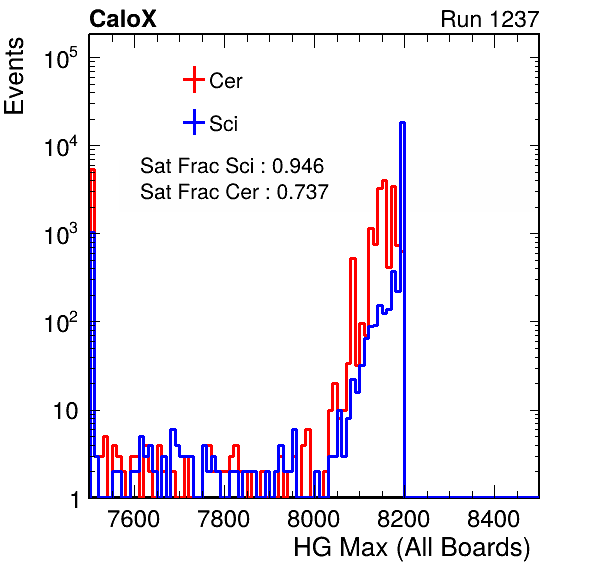 CaloX Run 1237
Events
10^5
10^4
10^3
10^2
10
1
Cer
Sci
Sat Frac Sci : 0.946
Sat Frac Cer : 0.737
7600 7800 8000 8200 8400
HG Max (All Boards)